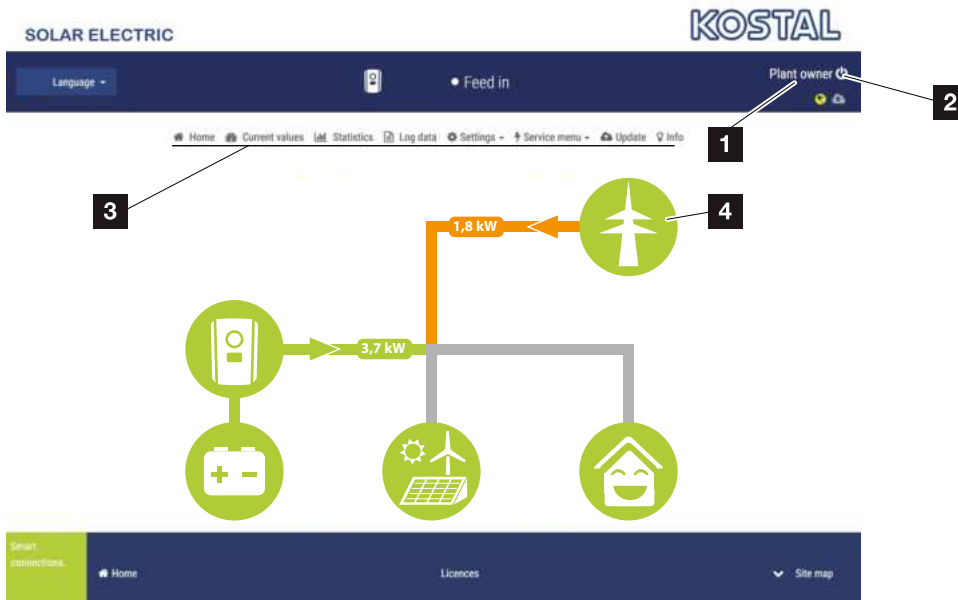 SOLAR ELECTRIC
KOSTAL
Language
Feed in
Plant owner
2
Home Current values Statistics Log data Settings Service menu Update Info
1
3
4
1,8 kW
3,7 kW
Smart
connections.
Home
Licences
Site map